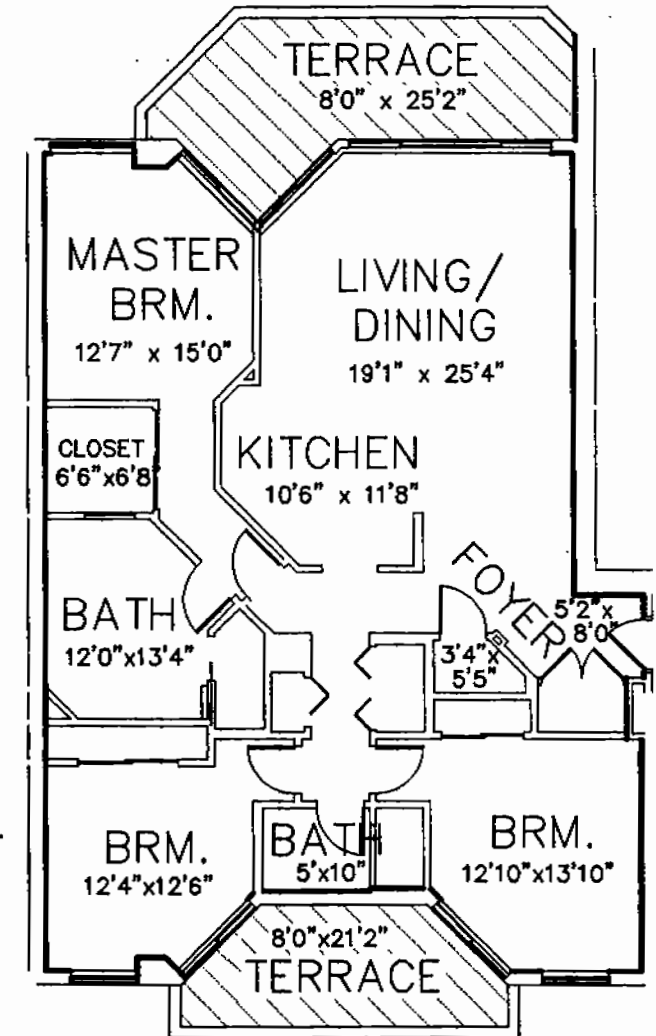 TERRACE
8'0" x 25'2"
MASTER
BRM.
12'7" x 15'0"
LIVING/
DINING
19'1" x 25'4"
CLOSET
6'6"x6'8
KITCHEN
10'6" x 11'8"
FOYER
5'2"x
8'0"
BATH
12'0"x13'4"
3'4"x
5'5"
BRM.
12'4"x12'6"
BATH
5'x10"
BRM.
12'10"x13'10"
8'0"x21'2"
TERRACE